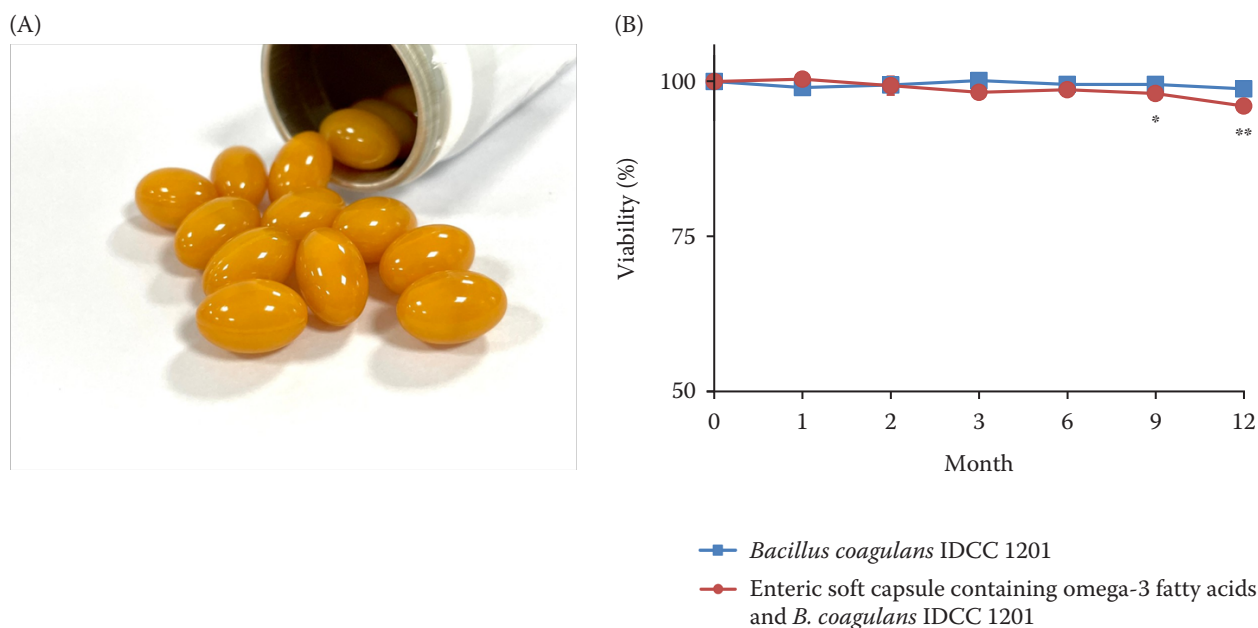 (A)
(B)
100
75
50
Viability (%)
*
**
0 1 2 3 6 9 12
Month
Bacillus coagulans IDCC 1201
Enteric soft capsule containing omega-3 fatty acids
and B. coagulans IDCC 1201